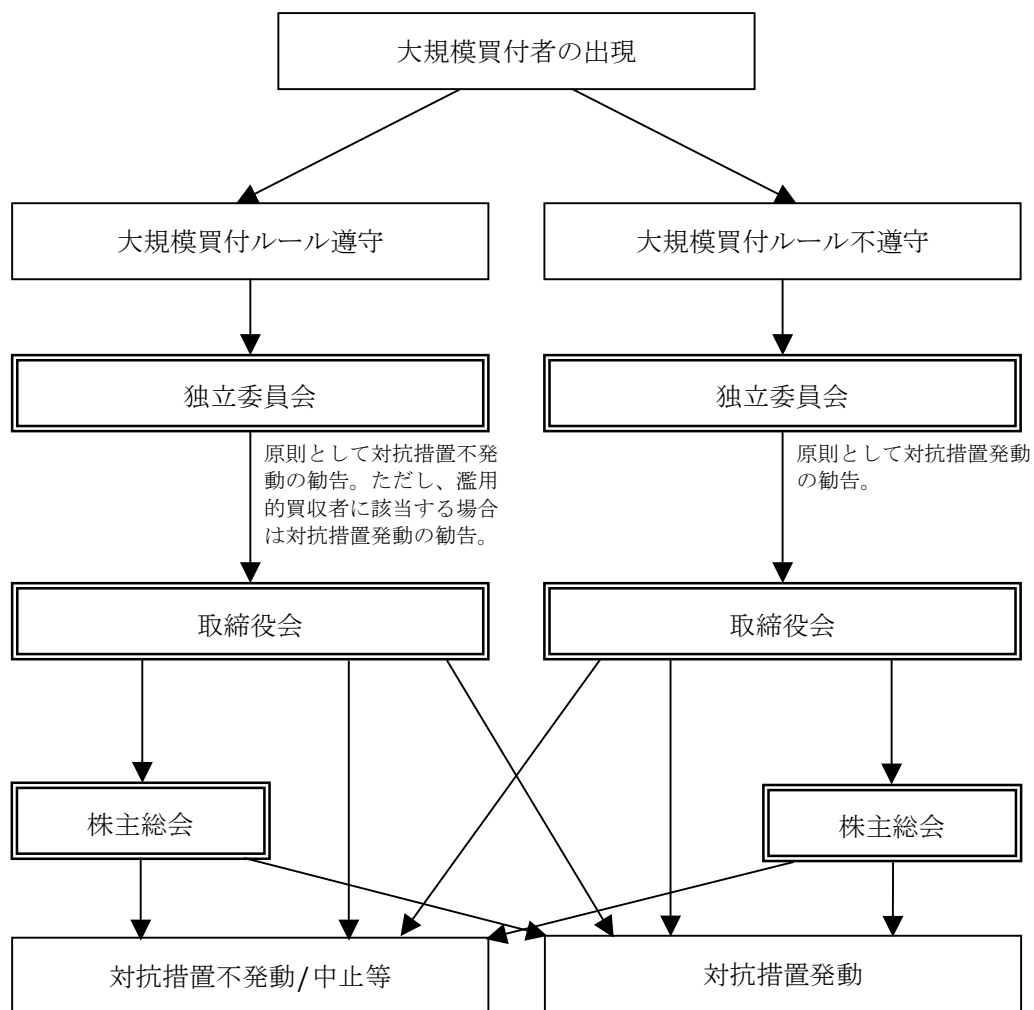 大規模買付者の出現
大規模買付ルール遵守
大規模買付ルール不遵守
独立委員会
独立委員会
原則として対抗措置不発
動の勧告。ただし、濫用
的買収者に該当する場合
は対抗措置発動の勧告。
原則として対抗措置発動
の勧告。
取締役会
取締役会
株主総会
株主総会
対抗措置不発動/中止等
対抗措置発動